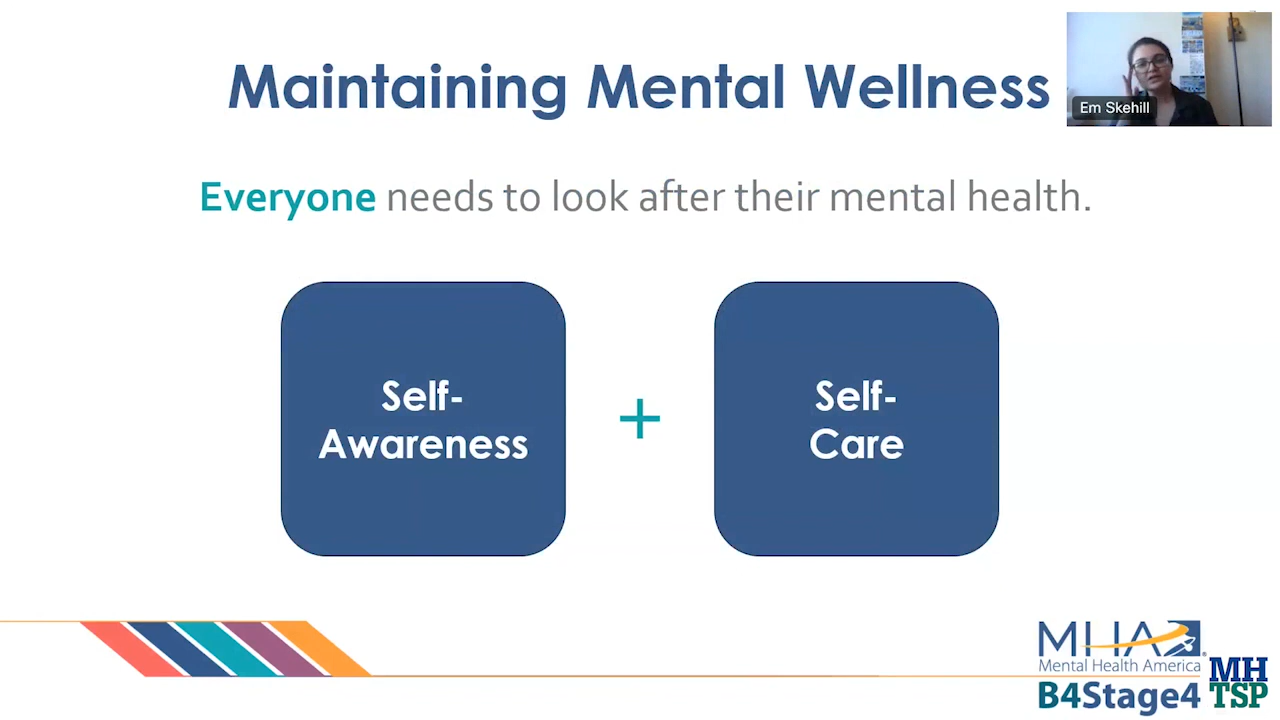 Maintaining Mental Wellness
Em Skehill
Everyone needs to look after their mental health.
Self-
Awareness
+
Self-
Care
MHA
Mental Health America
B4Stage4
MH
TSP